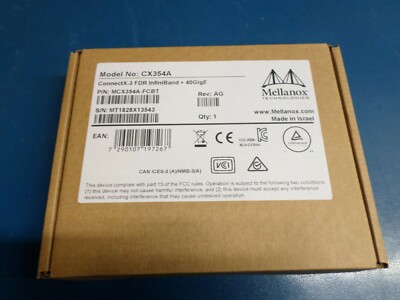 Model No: CX354A
ConnectX-3 FDR InfiniBand + 40GigE
P/N: MCX354A-FCBT
Rev: AG
S/N: MT1828X13543
Qty: 1
Mellanox
TECHNOLOGIES
Mellanox.com
Made in Israel
EAN:
7 290107 197267
CAN ICES-3 (A)/NMB-3(A)
VCI
This device complies with part 15 of the FCC rules. Operation is subject to the following two conditions:
(1) this device may not cause harmful interference, and (2) this device must accept any interference
received, including interference that may cause undesired operation.